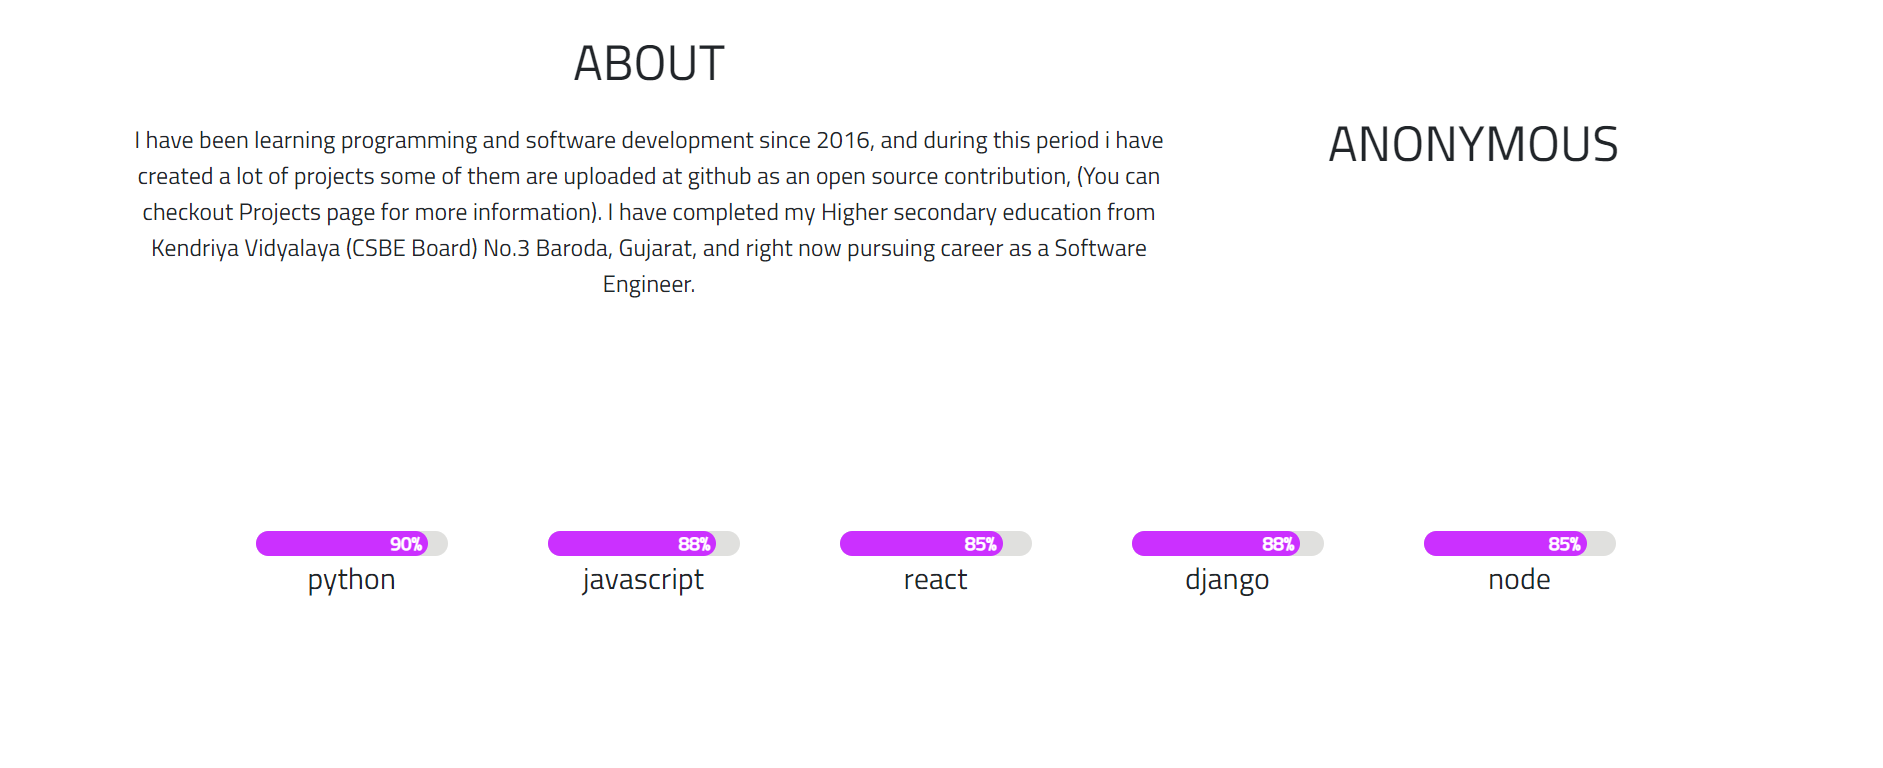 ABOUT
I have been learning programming and software development since 2016, and during this period i have
created a lot of projects some of them are uploaded at github as an open source contribution, (You can
checkout Projects page for more information). I have completed my Higher secondary education from
Kendriya Vidyalaya (CSBE Board) No.3 Baroda, Gujarat, and right now pursuing career as a Software
Engineer.
ANONYMOUS
90% 88% 85% 88% 85%
python javascript react django node